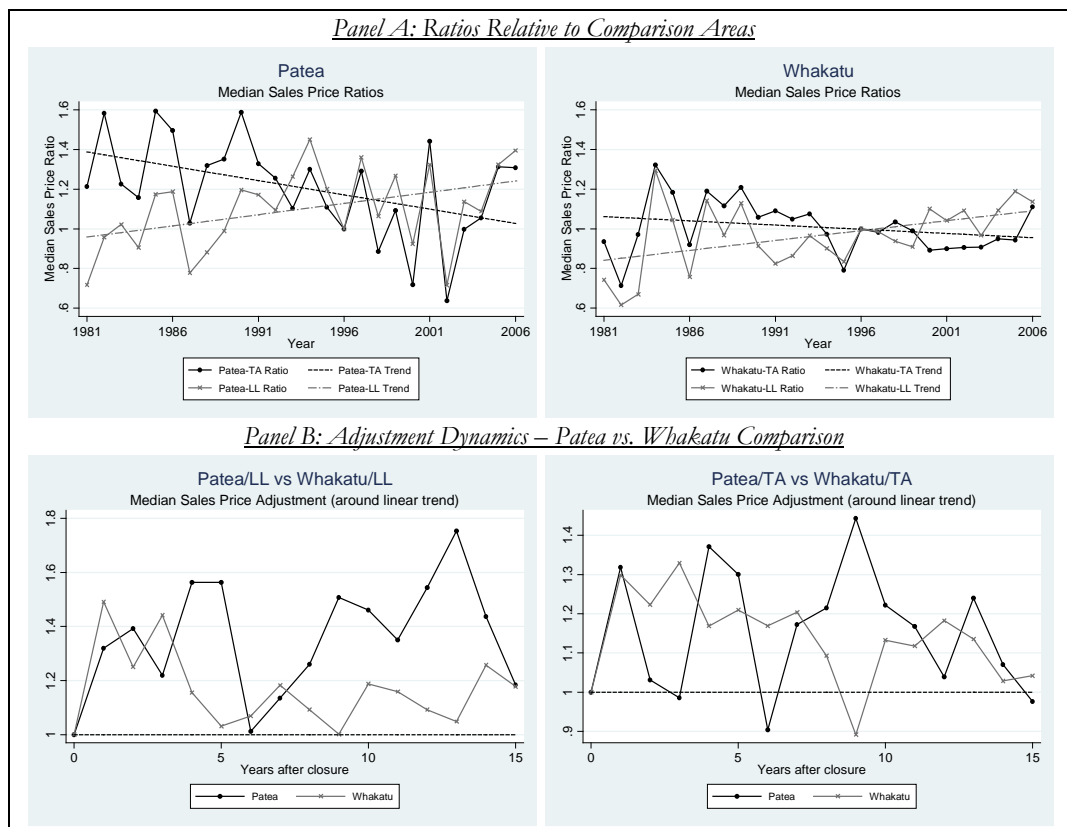 Panel A: Ratios Relative to Comparison Areas
Patea
Median Sales Price Ratios
Median Sales Price Ratio
1.6
1.4
1.2
1
.8
.6
1981 1986 1991 1996 2001 2006
Year
Patea-TA Ratio Patea-TA Trend
Patea-LL Ratio Patea-LL Trend
Whakatu
Median Sales Price Ratios
Median Sales Price Ratio
1.6
1.4
1.2
1
.8
.6
1981 1986 1991 1996 2001 2006
Year
Whakatu-TA Ratio Whakatu-TA Trend
Whakatu-LL Ratio Whakatu-LL Trend
Panel B: Adjustment Dynamics – Patea vs. Whakatu Comparison
Patea/LL vs Whakatu/LL
Median Sales Price Adjustment (around linear trend)
1.8
1.6
1.4
1.2
1
0 5 10 15
Years after closure
Patea Whakatu
Patea/TA vs Whakatu/TA
Median Sales Price Adjustment (around linear trend)
1.4
1.3
1.2
1.1
1
.9
0 5 10 15
Years after closure
Patea Whakatu